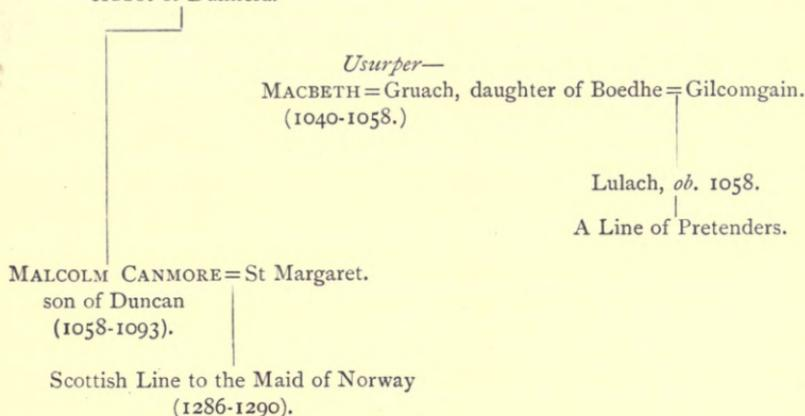 Usurper—
MACBETH = Gruach, daughter of Boedhe = Gilcomgain.
(1040-1058.)
Lulach, ob. 1058.
A Line of Pretenders.
MALCOLM CANMORE = St Margaret.
son of Duncan
(1058-1093).
Scottish Line to the Maid of Norway
(1286-1290).